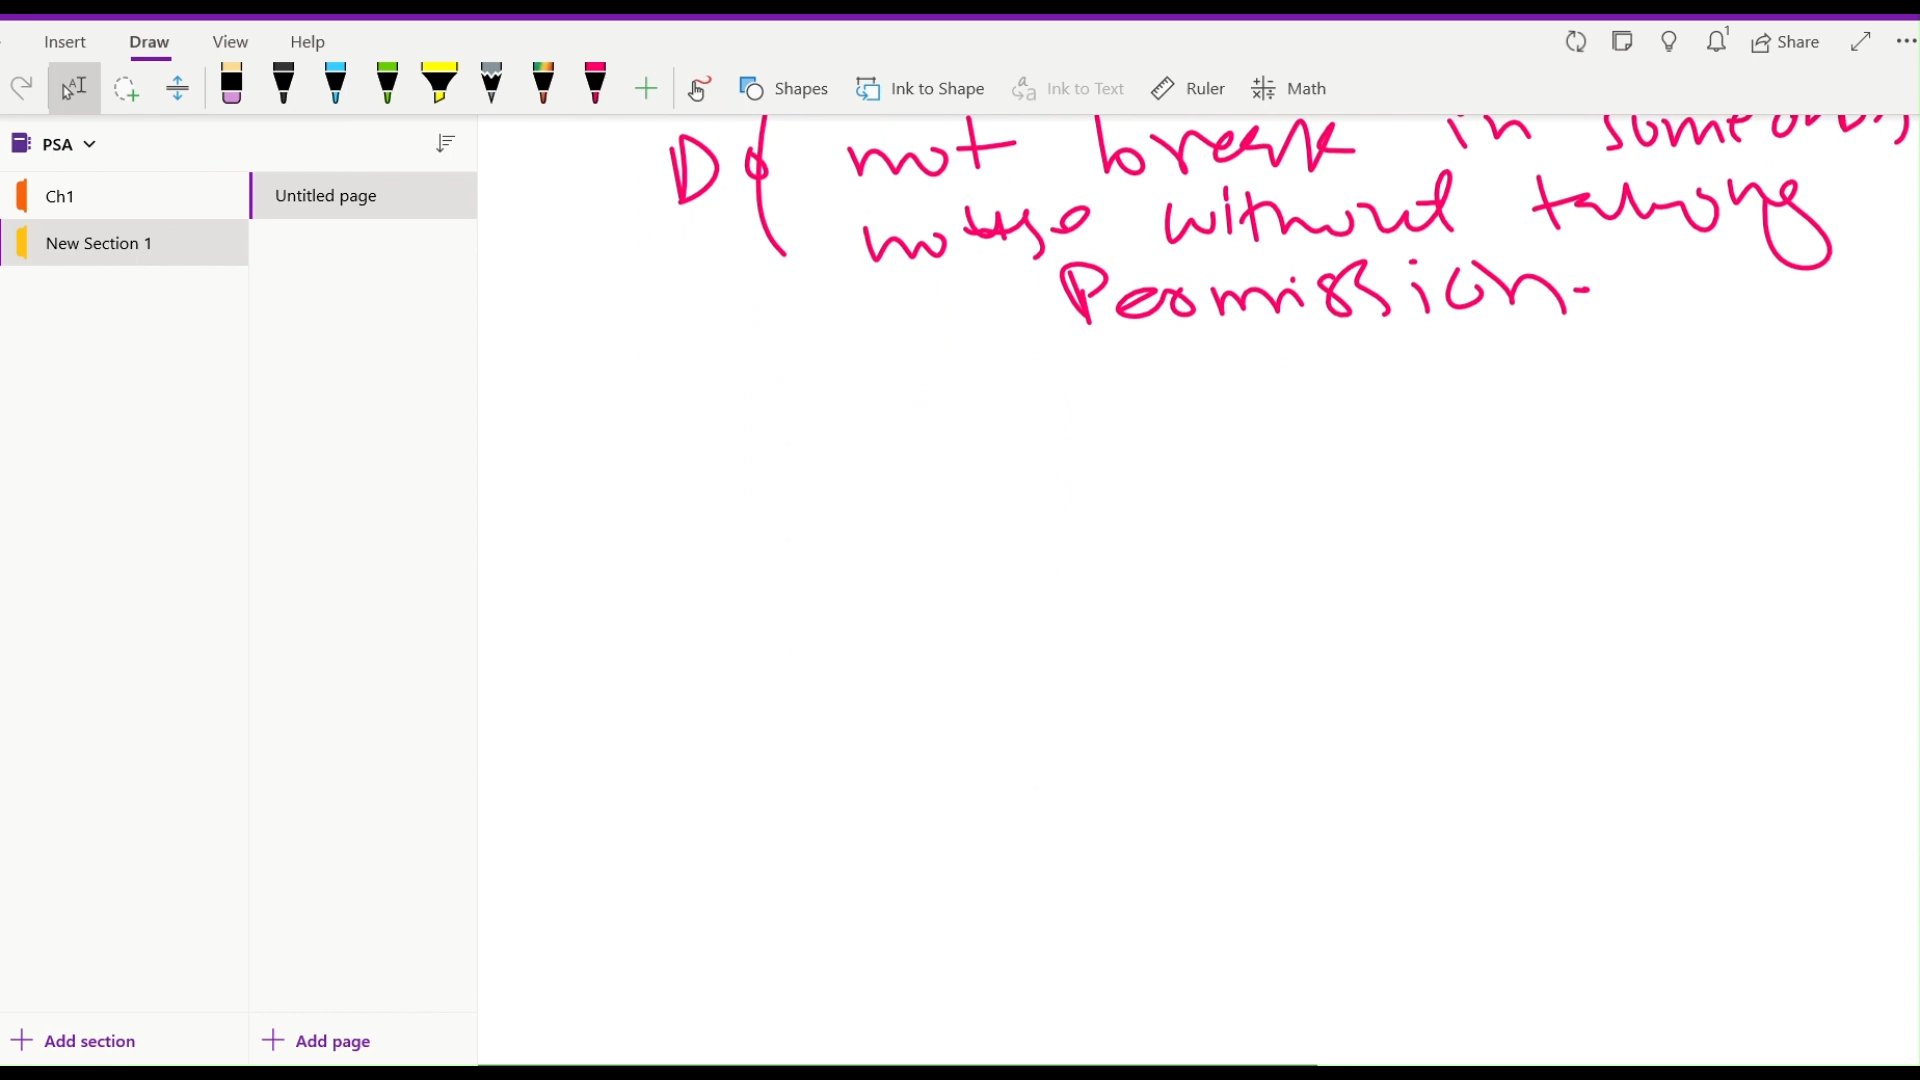 Insert Draw View Help Share
Shapes Ink to Shape Ink to Text Ruler Math
PSA
Ch1 Untitled page
New Section 1
Do not break in someone's
house without taking
Permission.
Add section Add page